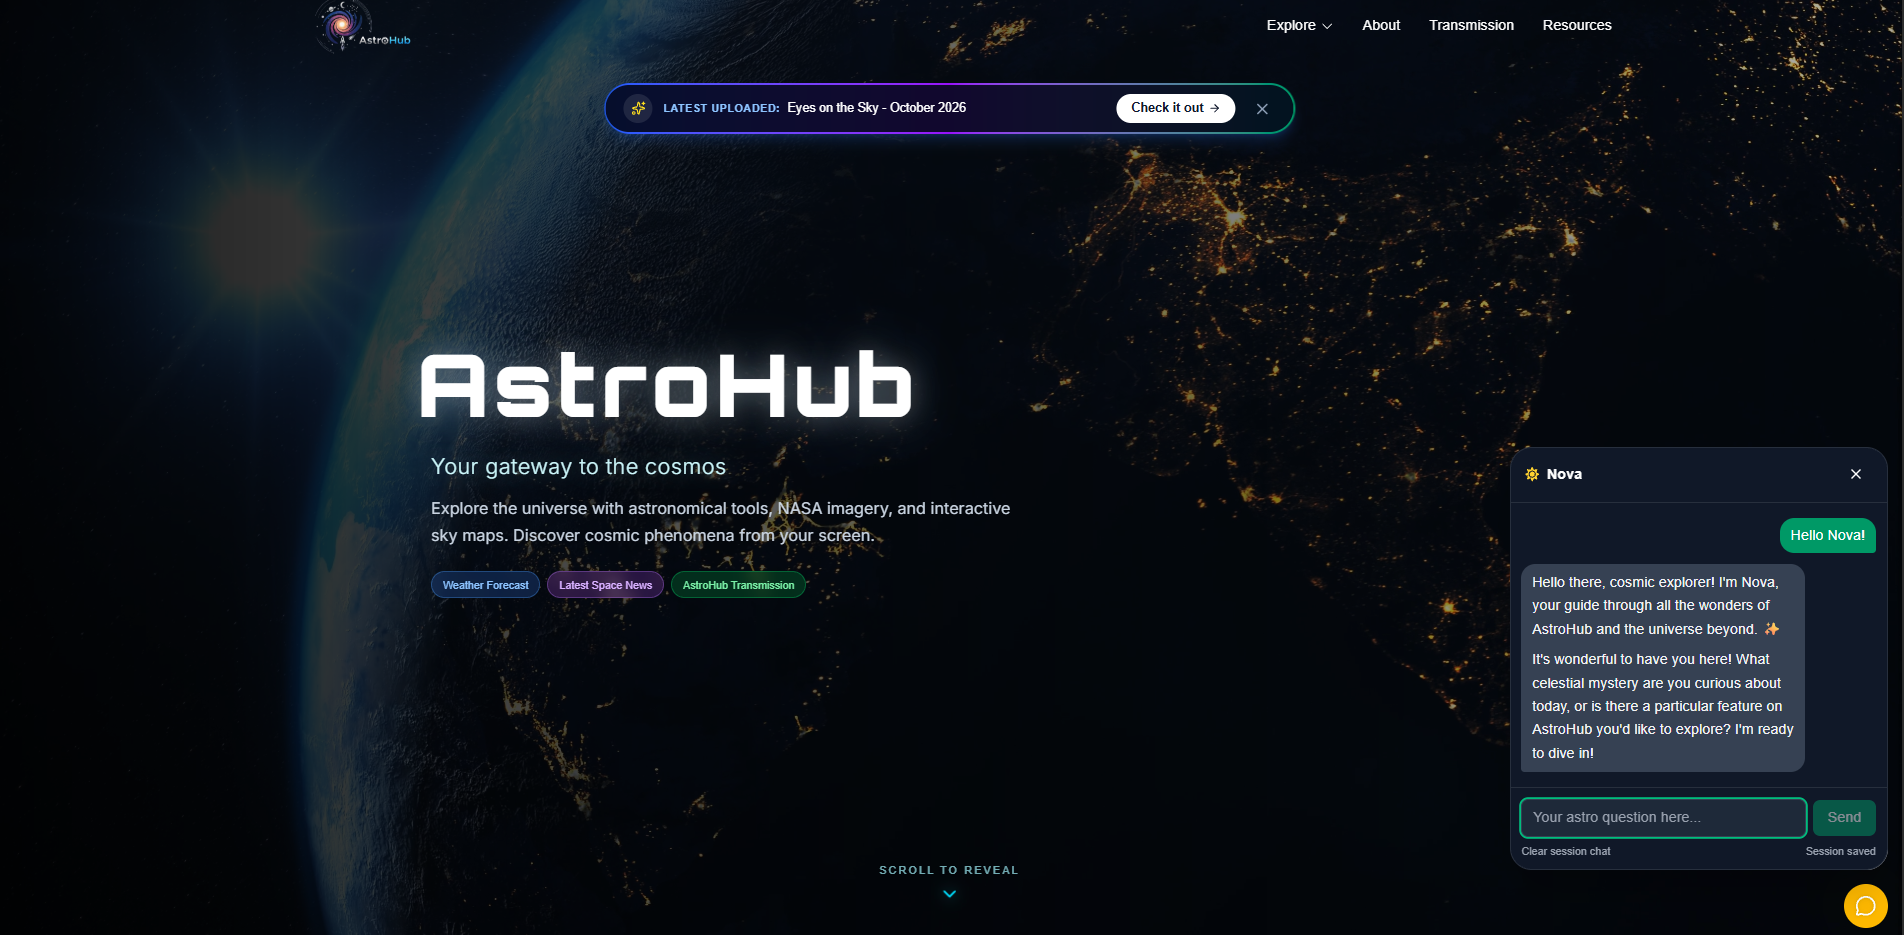 AstroHub
Explore
About
Transmission
Resources
LATEST UPLOADED: Eyes on the Sky - October 2026
Check it out →
AstroHub
Your gateway to the cosmos
Explore the universe with astronomical tools, NASA imagery, and interactive
sky maps. Discover cosmic phenomena from your screen.
Weather Forecast
Latest Space News
AstroHub Transmission
SCROLL TO REVEAL
Nova
Hello Nova!
Hello there, cosmic explorer! I'm Nova,
your guide through all the wonders of
AstroHub and the universe beyond. ✨
It's wonderful to have you here! What
celestial mystery are you curious about
today, or is there a particular feature on
AstroHub you'd like to explore? I'm ready
to dive in!
Your astro question here...
Send
Clear session chat
Session saved